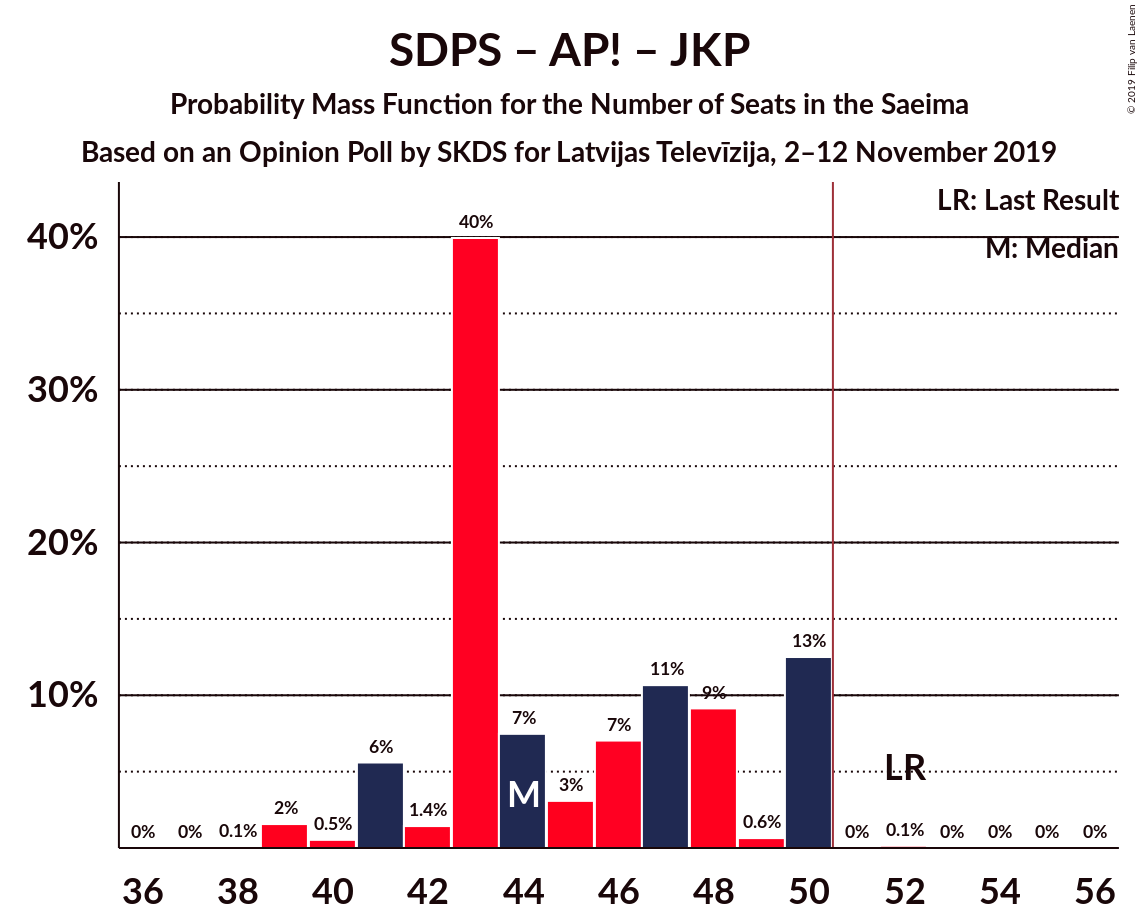 SDPS – AP! – JKP
Probability Mass Function for the Number of Seats in the Saeima
Based on an Opinion Poll by SKDS for Latvijas Televīzija, 2–12 November 2019
© 2019 Filip van Laenen
LR: Last Result
M: Median
40%
30%
20%
10%
0% 0% 0.1% 2% 0.5% 6% 1.4% 40% 7% 3% 7% 11% 9% 0.6% 13% 0% 0.1% 0% 0% 0% 0%
M
LR
36 38 40 42 44 46 48 50 52 54 56